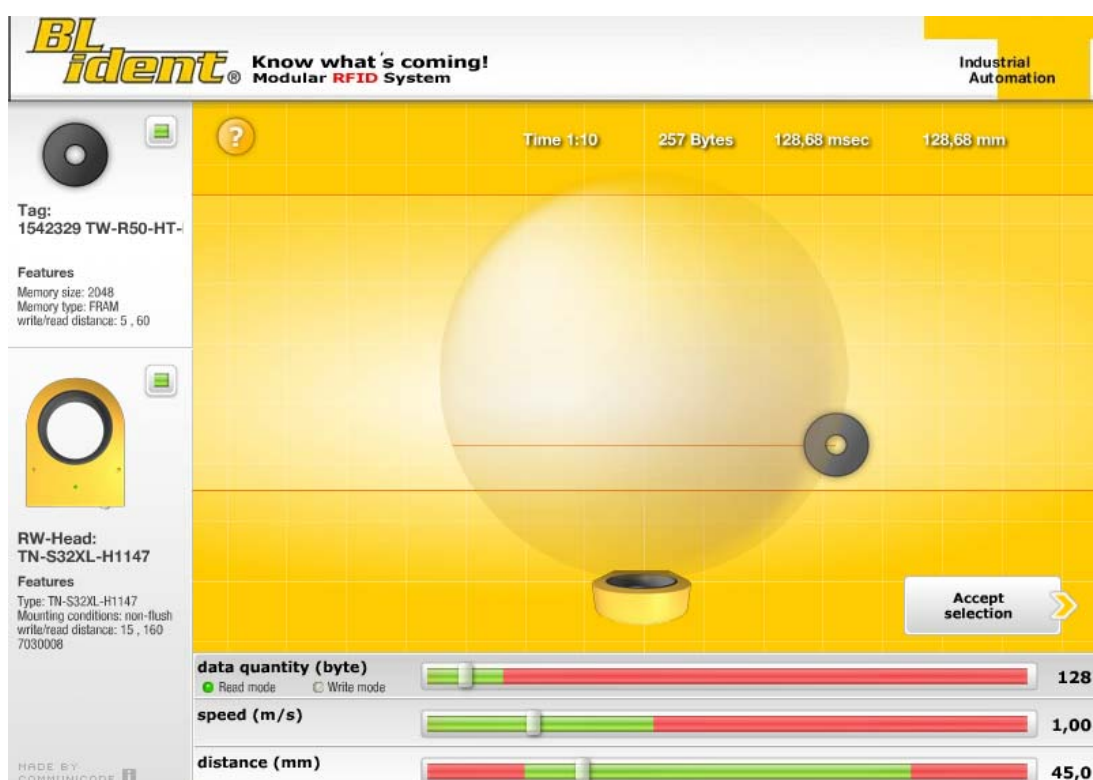 BL
ident®
Know what's coming!
Modular RFID System
Industrial
Automation
?
Time 1:10 257 Bytes 128,68 msec 128,68 mm
Tag:
1542329 TW-R50-HT-
Features
Memory size: 2048
Memory type: FRAM
write/read distance: 5 , 60
RW-Head:
TN-S32XL-H1147
Features
Type: TN-S32XL-H1147
Mounting conditions: non-flush
write/read distance: 15 , 160
7030008
Accept
selection
data quantity (byte)
Read mode Write mode
128
speed (m/s)
1,00
distance (mm)
45,0
MADE BY
COMMUNICODE i